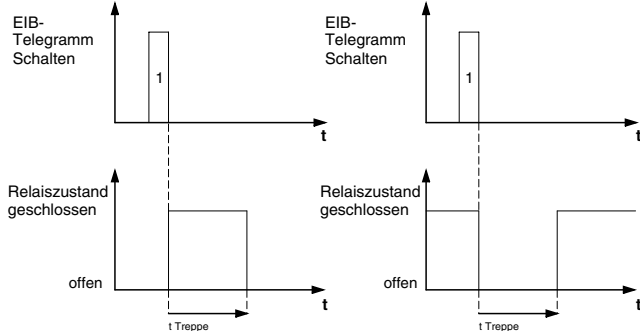 EIB-
Telegramm
Schalten
1
t
Relaiszustand
geschlossen
offen
t
t Treppe
EIB-
Telegramm
Schalten
1
t
Relaiszustand
geschlossen
offen
t
t Treppe